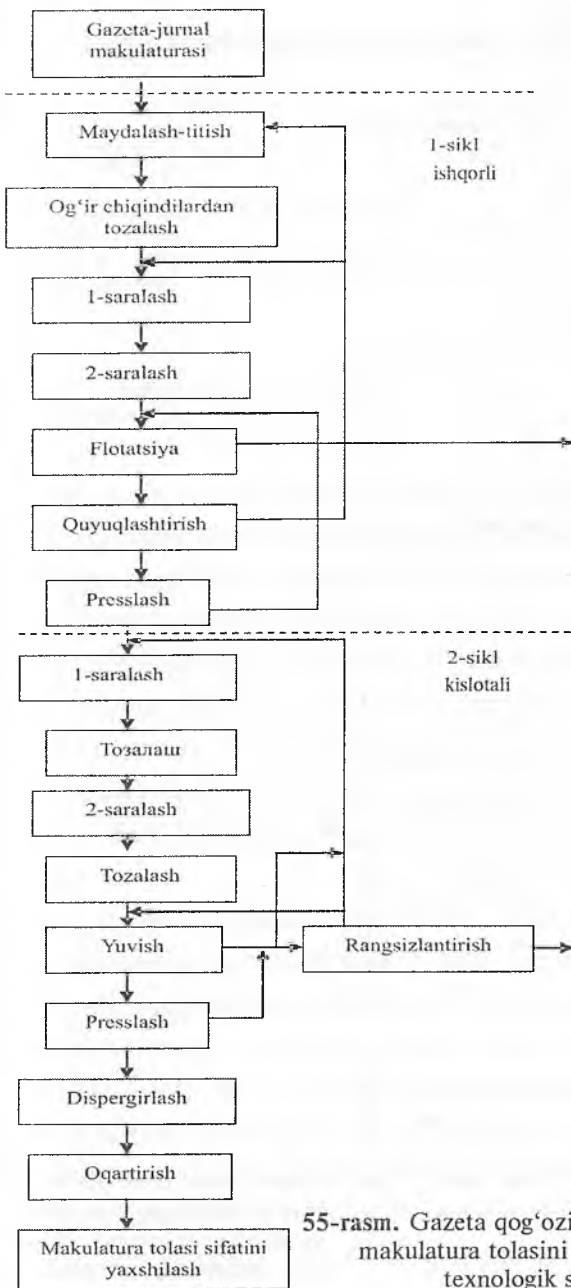 Gazeta-jurnal
makulaturasi
Maydalash-titish
1-sikl
ishqorli
Og‘ir chiqindilardan
tozalash
1-saralash
2-saralash
Flotatsiya
Quyuqlashtirish
Presslash
2-sikl
kislotali
1-saralash
Тозалаш
2-saralash
Tozalash
Yuvish
Rangsizlantirish
Presslash
Dispergirlash
Oqartirish
Makulatura tolasi sifatini
yaxshilash
55-rasm. Gazeta qog‘ozi
makulatura tolasini
texnologik